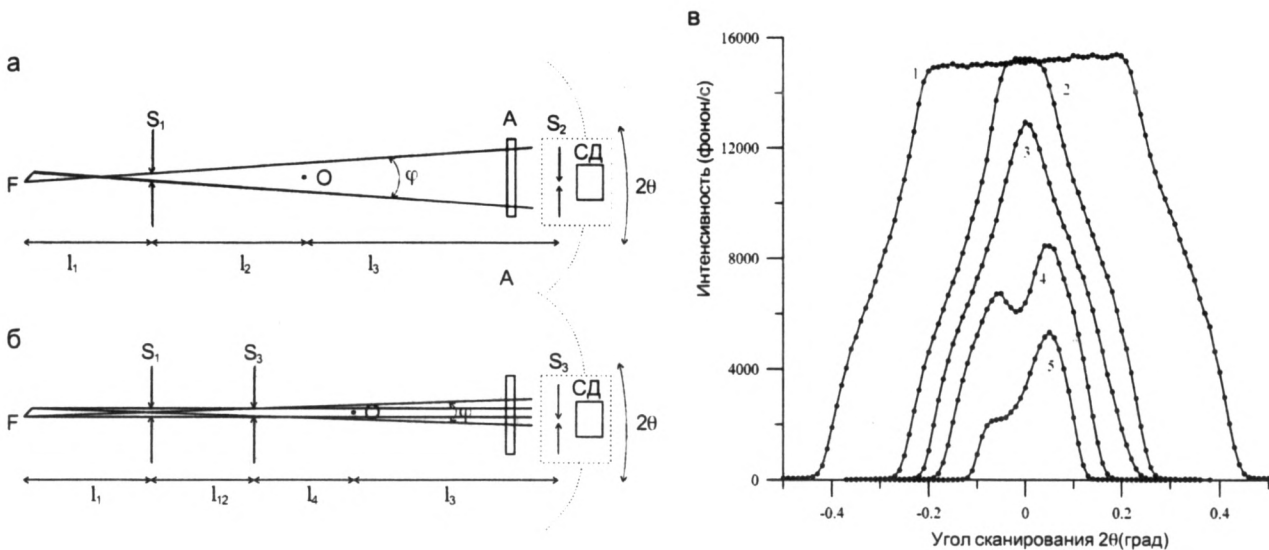 а
S₁
A
S₂
СД
F
O
φ
2θ
l₁
l₂
l₃
A
б
S₁
S₃
S₃
СД
F
O
φ
2θ
l₁
l₁₂
l₄
l₃
в
Интенсивность (фонон/с)
16000
12000
8000
4000
0
1
2
3
4
5
-0.4
-0.2
0
0.2
0.4
Угол сканирования 2θ(град)